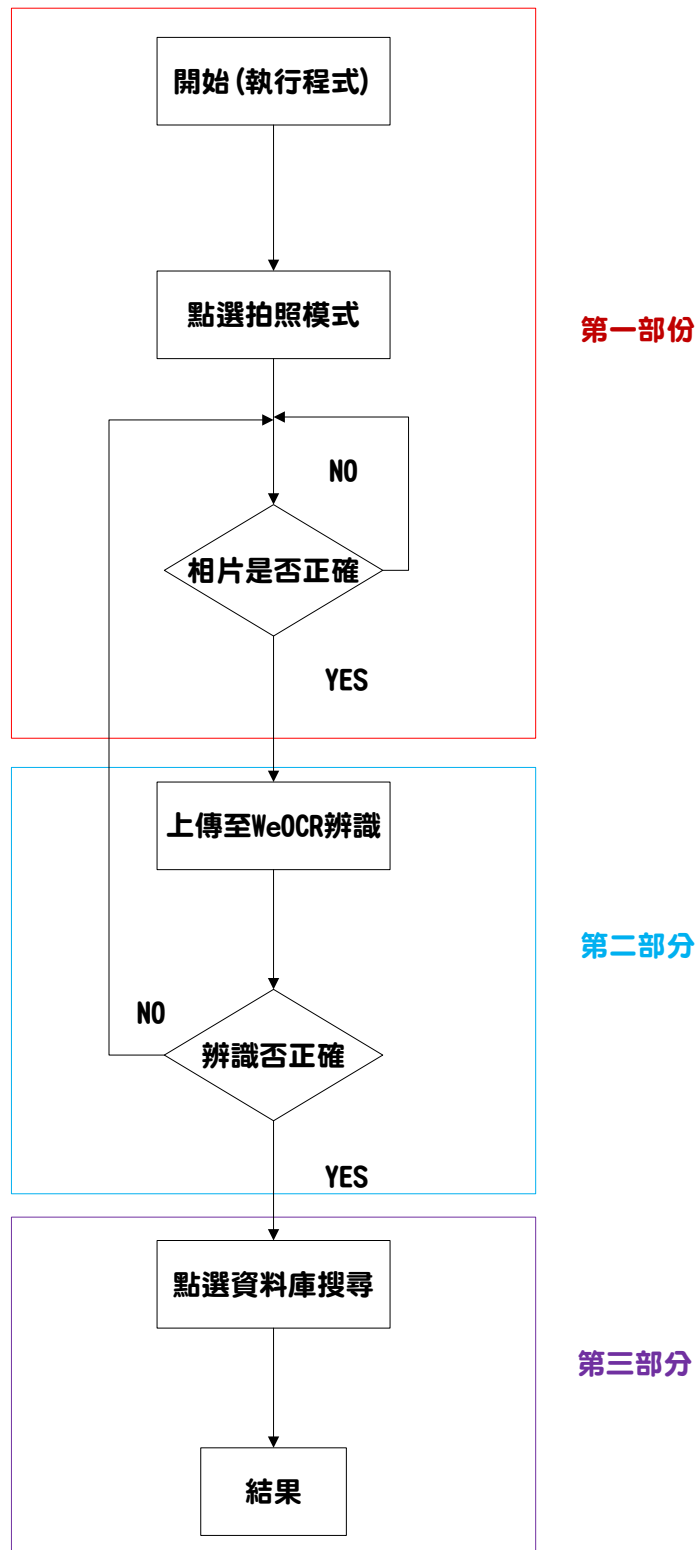 開始(執行程式)
點選拍照模式
第一部份
NO
相片是否正確
YES
上傳至WeOCR辨識
第二部分
NO
辨識否正確
YES
點選資料庫搜尋
第三部分
結果